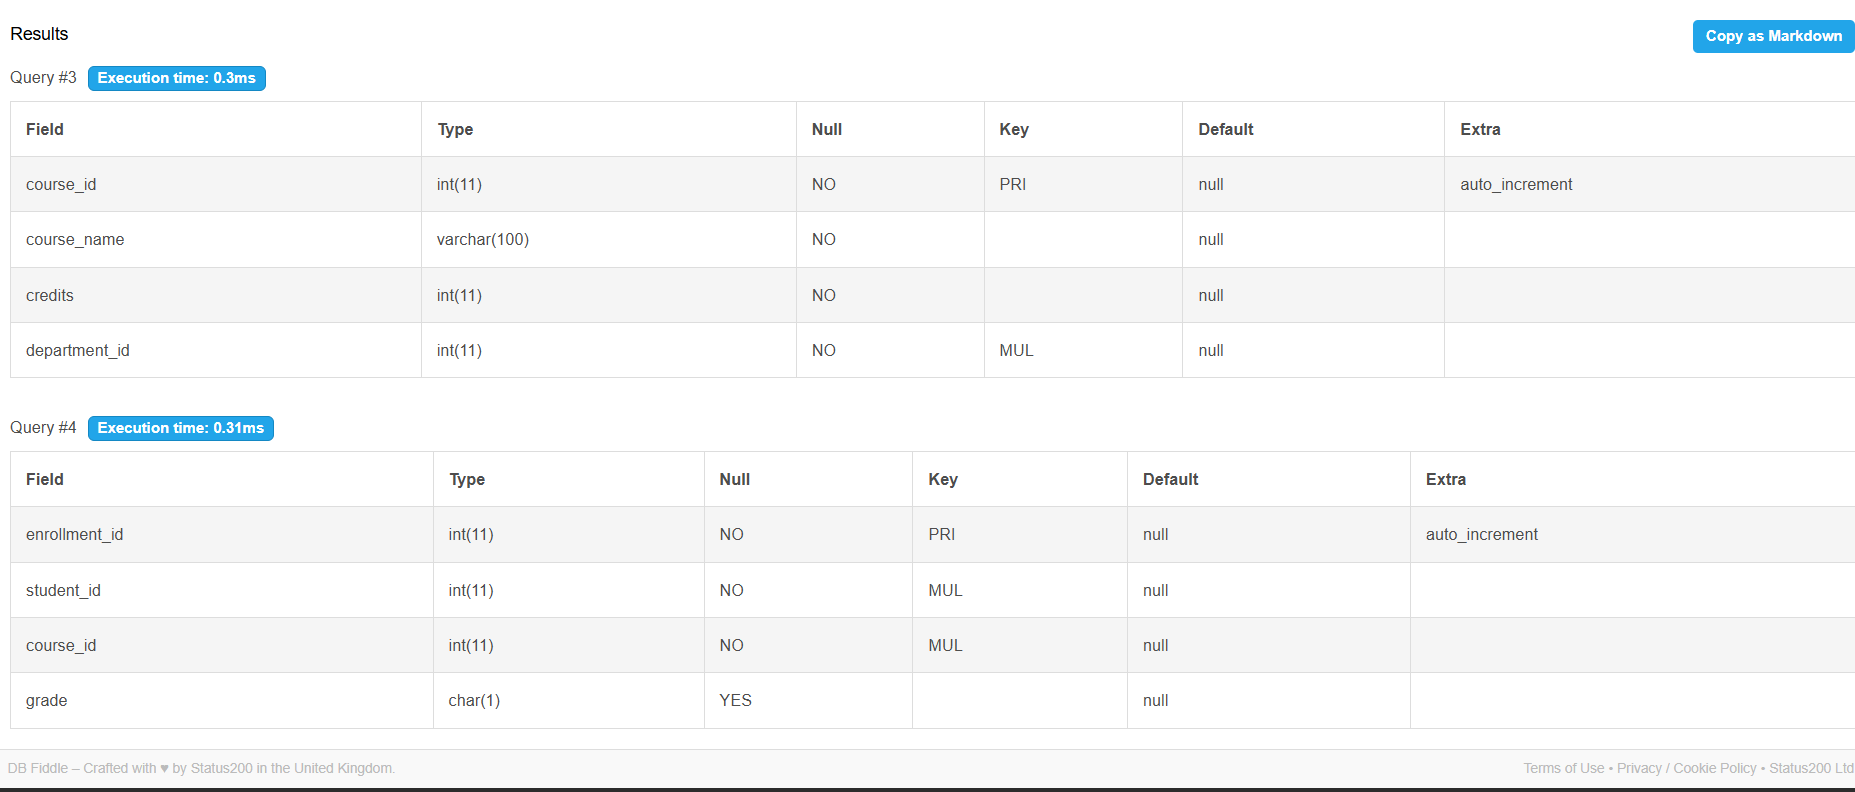 Results
Copy as Markdown
Query #3 Execution time: 0.3ms
Field Type Null Key Default Extra
course_id int(11) NO PRI null auto_increment
course_name varchar(100) NO null
credits int(11) NO null
department_id int(11) NO MUL null
Query #4 Execution time: 0.31ms
Field Type Null Key Default Extra
enrollment_id int(11) NO PRI null auto_increment
student_id int(11) NO MUL null
course_id int(11) NO MUL null
grade char(1) YES null
DB Fiddle – Crafted with ♥ by Status200 in the United Kingdom.
Terms of Use • Privacy / Cookie Policy • Status200 Ltd